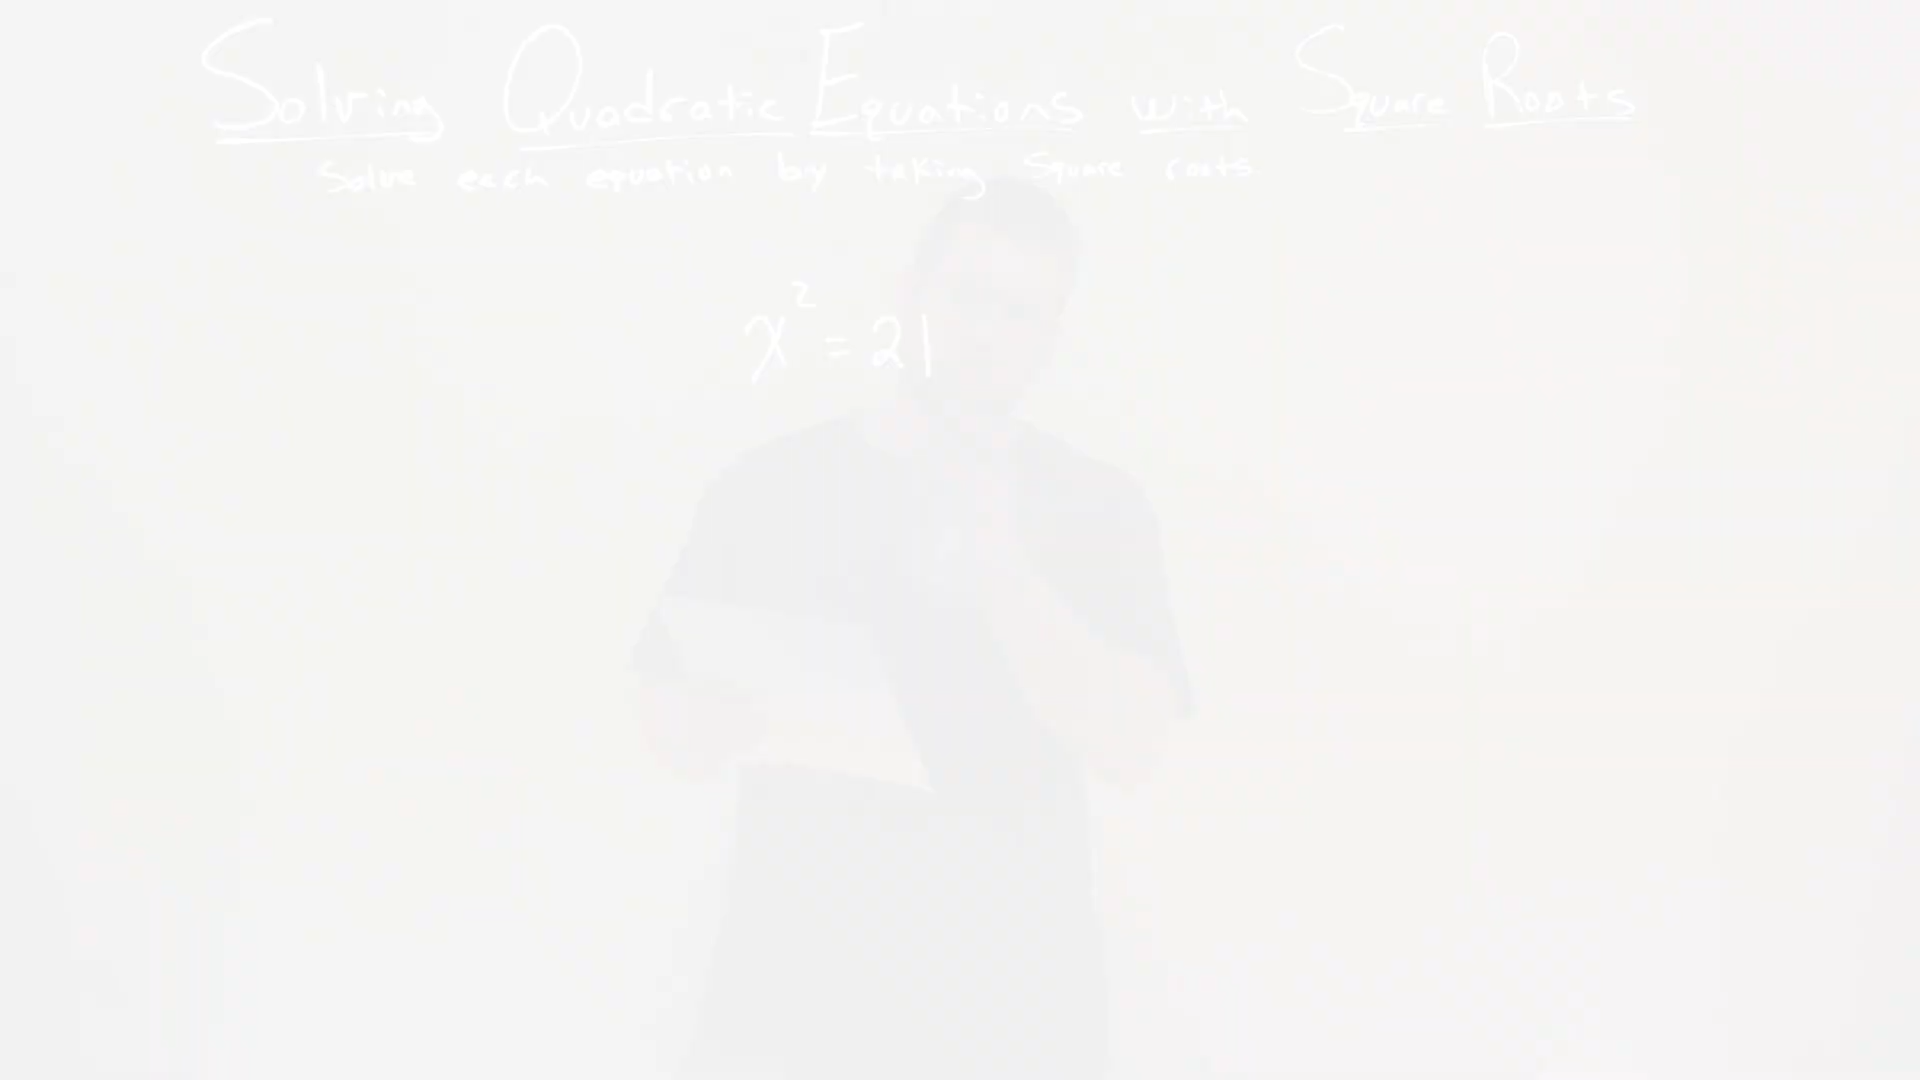 Solving Quadratic Equations with Square Roots
Solve each equation by taking Square roots
x² = 21